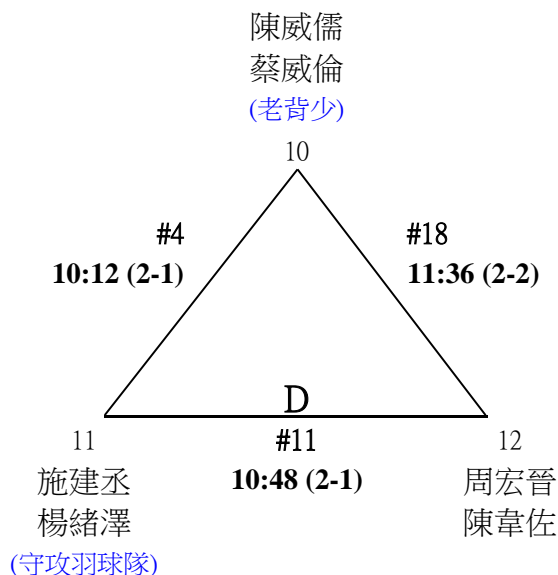 陳威儒
蔡威倫
(老背少)
10
#4
10:12 (2-1)
#18
11:36 (2-2)
D
11
#11
12
施建丞
楊緒澤
(守攻羽球隊)
10:48 (2-1)
周宏晉
陳韋佐